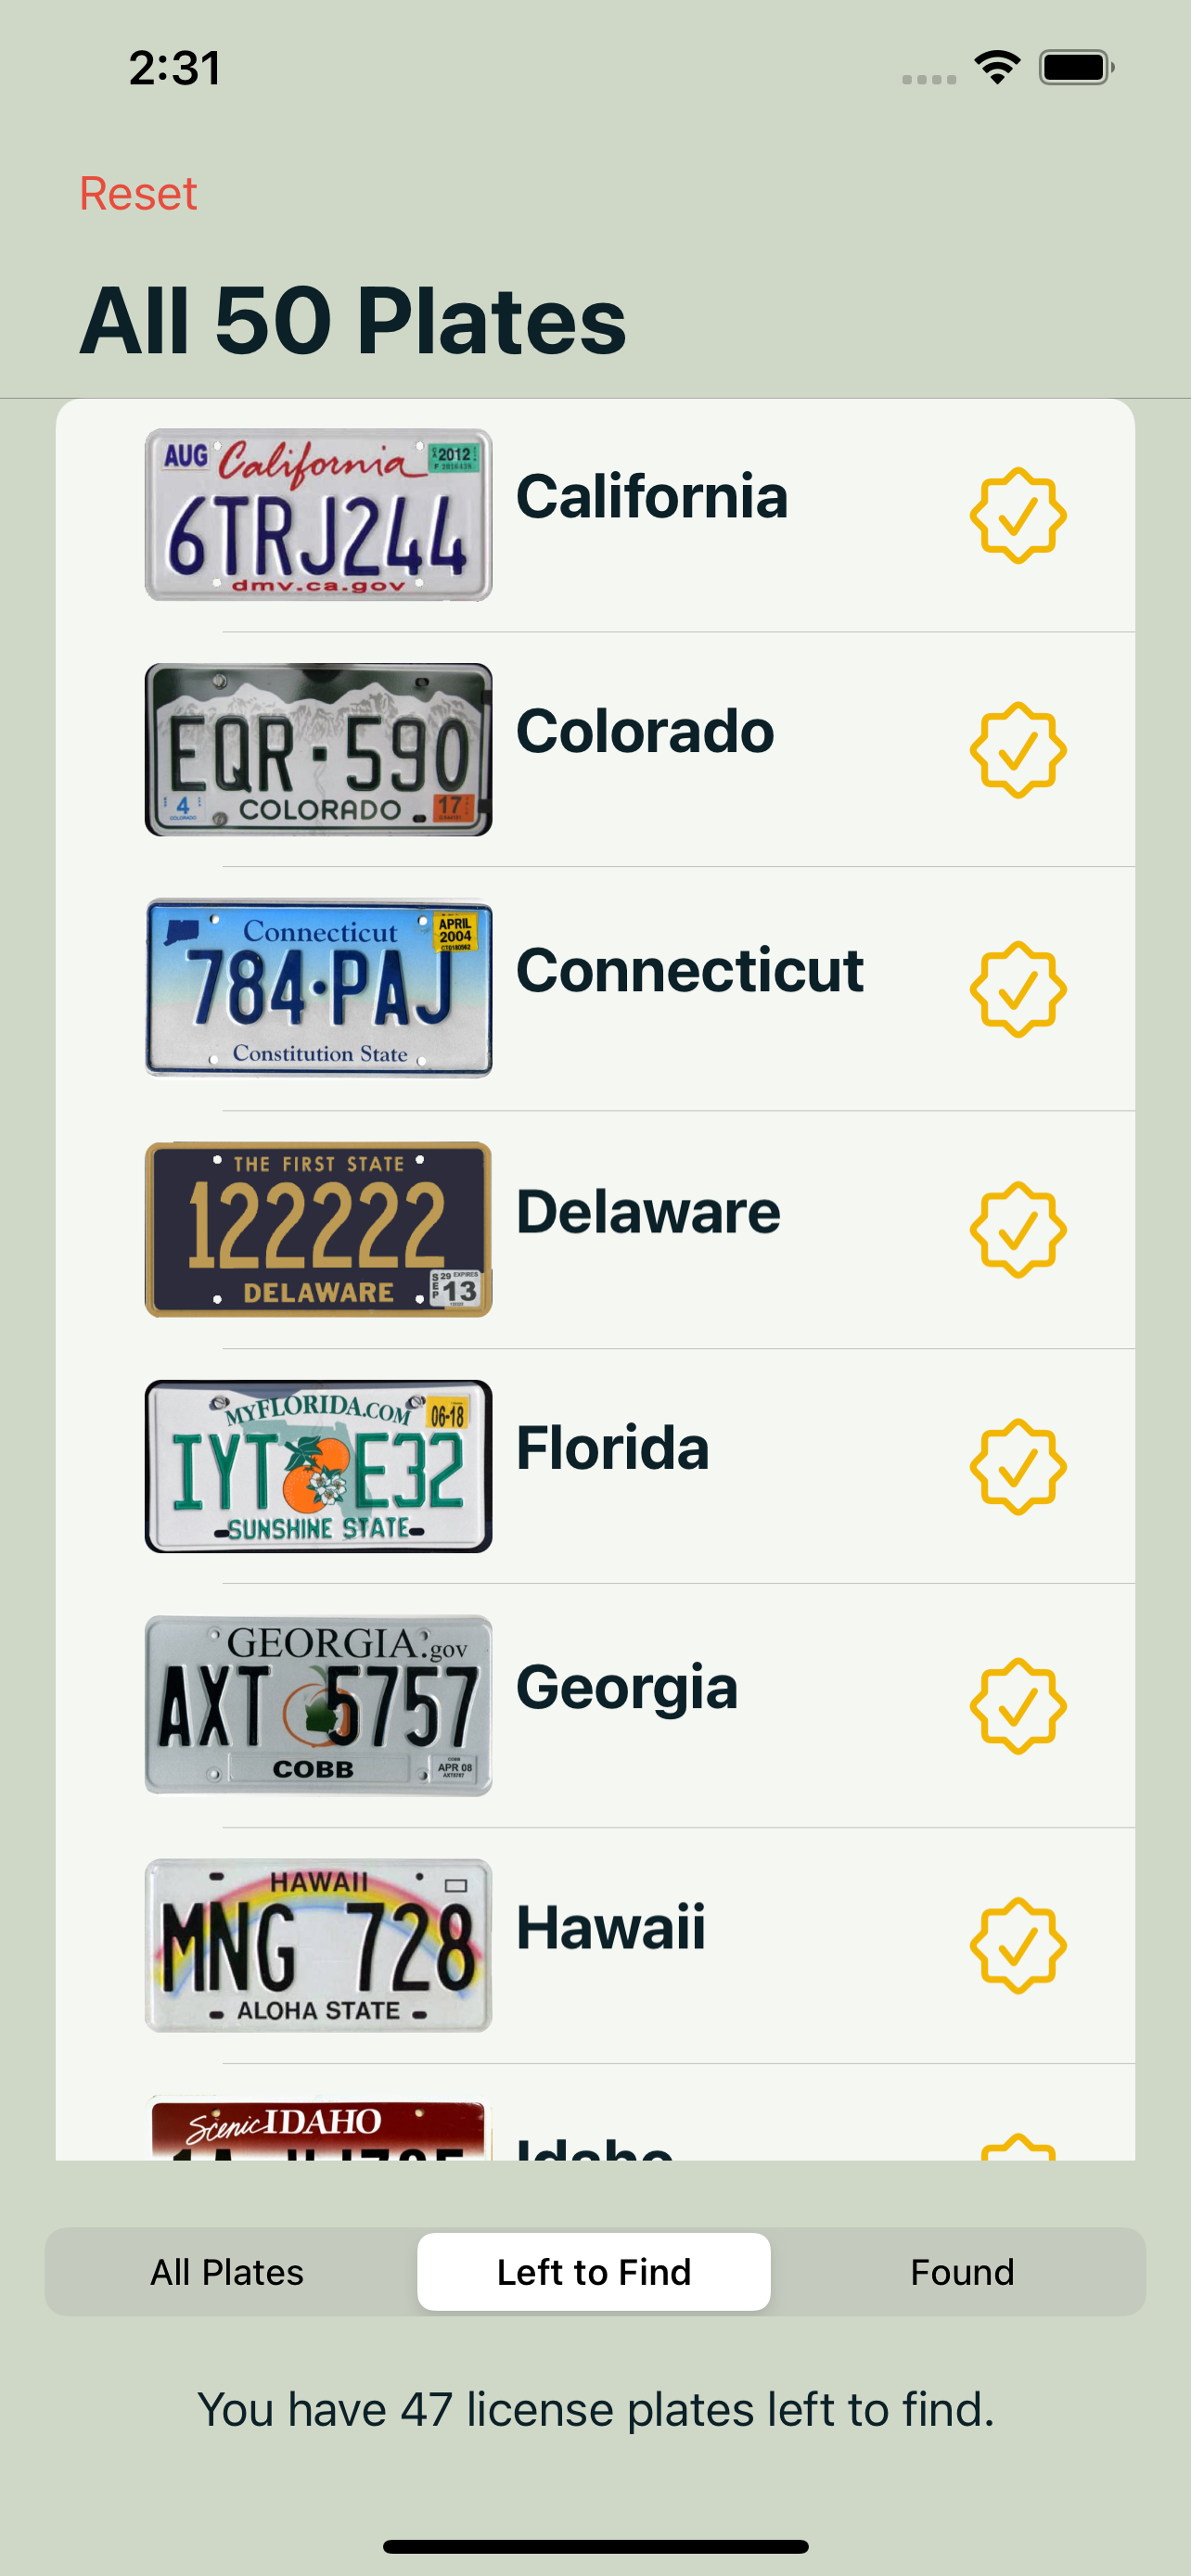 2:31
Reset
All 50 Plates
AUG California 2012
6TRJ244
dmv.ca.gov
California
EQR·590
4 COLORADO 17
COLORADO
Colorado
Connecticut APRIL
2004
784·PAJ
Constitution State
Connecticut
THE FIRST STATE
122222
DELAWARE SEP 29 EXPIRES 13
Delaware
MYFLORIDA.COM 06-18
IYT E32
SUNSHINE STATE
Florida
GEORGIA.gov
AXT 5757
COBB COBB APR 08
Georgia
HAWAII
MNG 728
ALOHA STATE
Hawaii
Scenic IDAHO
Idaho
All Plates Left to Find Found
You have 47 license plates left to find.